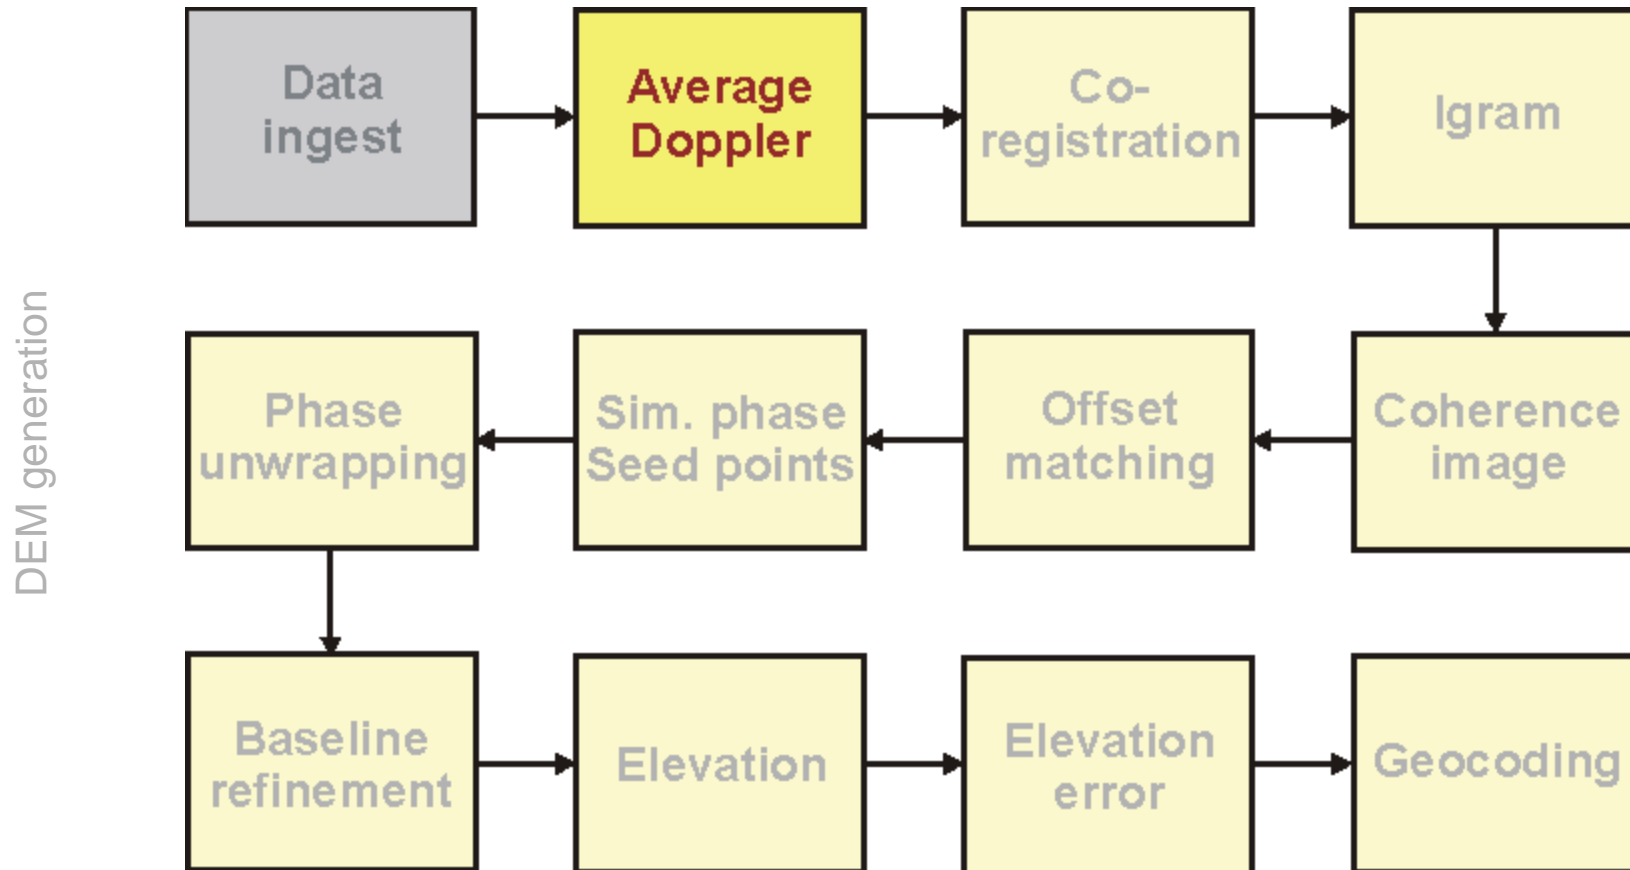 DEM generation
Data
ingest
Average
Doppler
Co-
registration
Igram
Phase
unwrapping
Sim. phase
Seed points
Offset
matching
Coherence
image
Baseline
refinement
Elevation
Elevation
error
Geocoding